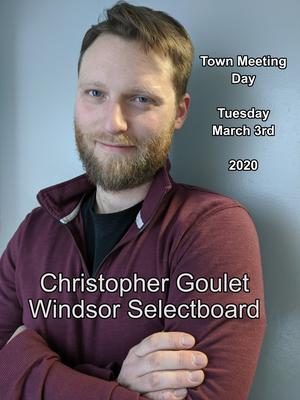 Town Meeting
Day
Tuesday
March 3rd
2020
Christopher Goulet
Windsor Selectboard